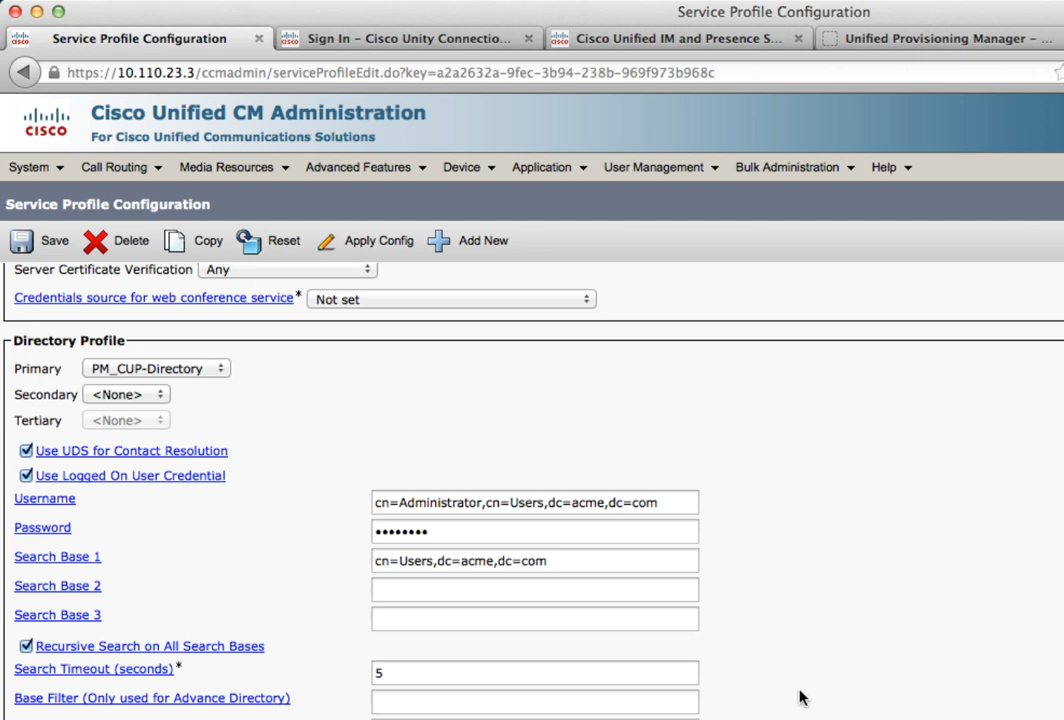 Service Profile Configuration
Service Profile Configuration
Sign In – Cisco Unity Connectio...
Cisco Unified IM and Presence S...
Unified Provisioning Manager – ...
https://10.110.23.3/ccmadmin/serviceProfileEdit.do?key=a2a2632a-9fec-3b94-238b-969f973b968c
CISCO
Cisco Unified CM Administration
For Cisco Unified Communications Solutions
System Call Routing Media Resources Advanced Features Device Application User Management Bulk Administration Help
Service Profile Configuration
Save Delete Copy Reset Apply Config Add New
Server Certificate Verification Any
Credentials source for web conference service* Not set
Directory Profile
Primary PM_CUP-Directory
Secondary <None>
Tertiary <None>
Use UDS for Contact Resolution
Use Logged On User Credential
Username cn=Administrator,cn=Users,dc=acme,dc=com
Password ••••••••
Search Base 1 cn=Users,dc=acme,dc=com
Search Base 2
Search Base 3
Recursive Search on All Search Bases
Search Timeout (seconds)* 5
Base Filter (Only used for Advance Directory)